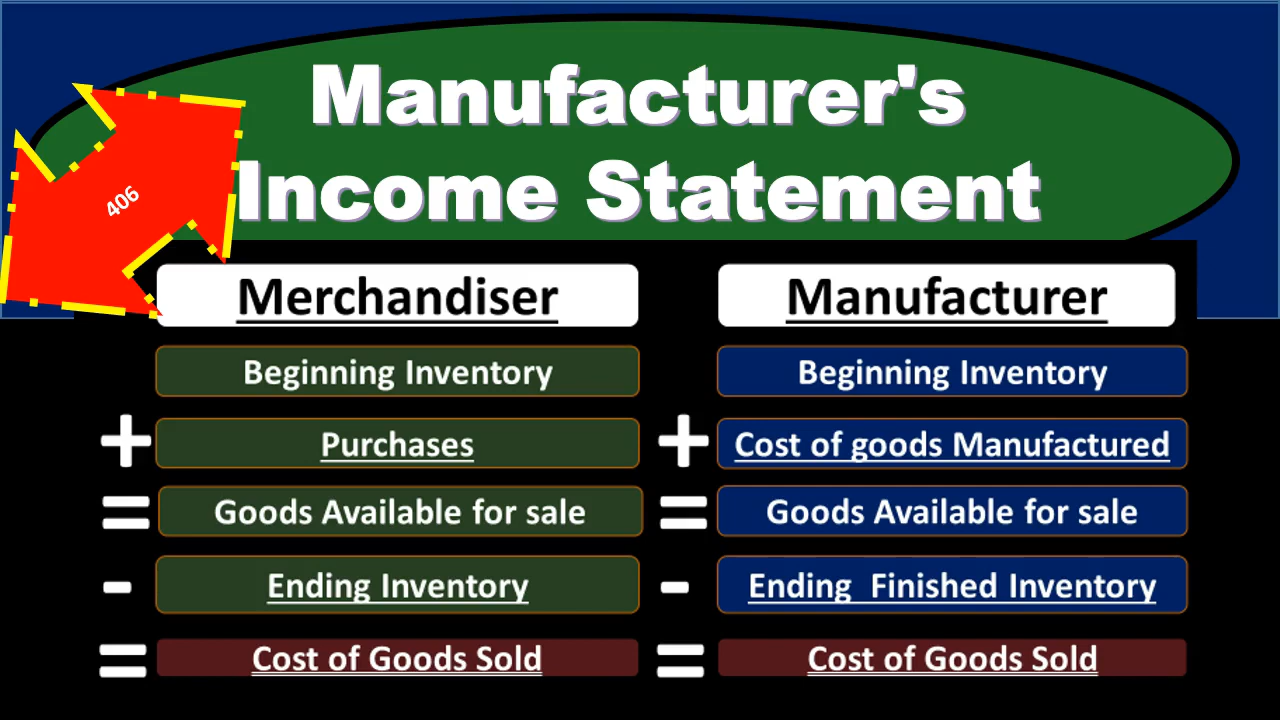 Manufacturer's
Income Statement
406
Merchandiser
Manufacturer
Beginning Inventory
Beginning Inventory
+ Purchases
+ Cost of goods Manufactured
= Goods Available for sale
= Goods Available for sale
- Ending Inventory
- Ending Finished Inventory
= Cost of Goods Sold
= Cost of Goods Sold